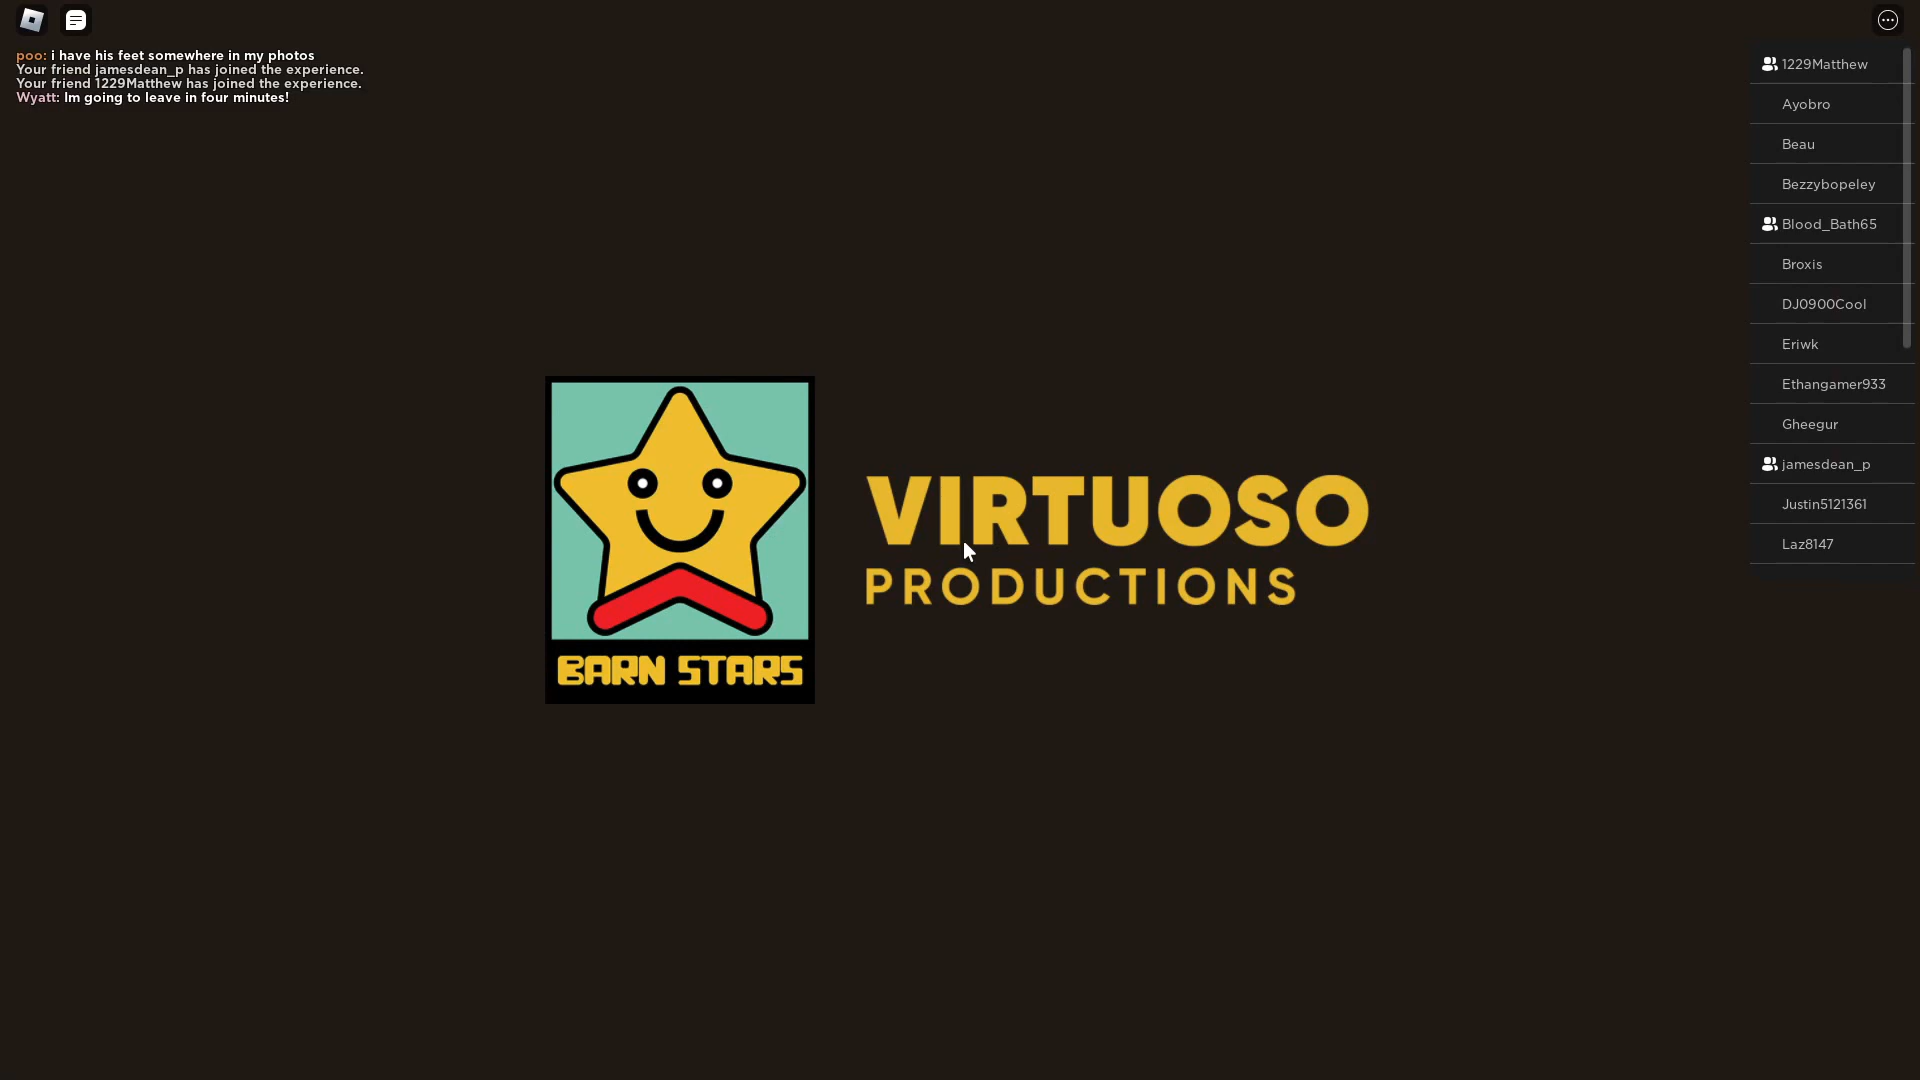 poo: i have his feet somewhere in my photos
Your friend jamesdean_p has joined the experience.
Your friend 1229Matthew has joined the experience.
Wyatt: Im going to leave in four minutes!
1229Matthew
Ayobro
Beau
Bezzybopeley
Blood_Bath65
Broxis
DJ0900Cool
Eriwk
Ethangamer933
Gheegur
jamesdean_p
Justin5121361
Laz8147
VIRTUOSO
PRODUCTIONS
BARN STARS